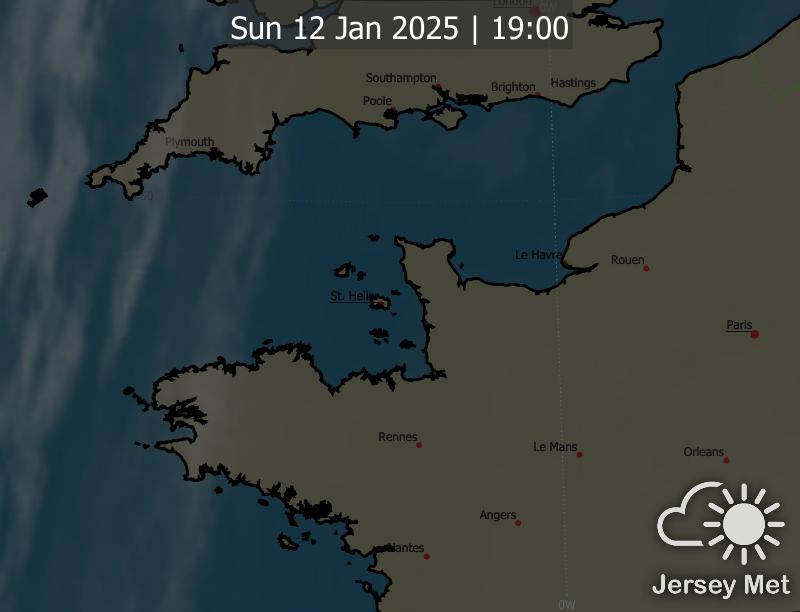 London
0W
Sun 12 Jan 2025 | 19:00
Southampton
Brighton
Hastings
Poole
Plymouth
50
Le Havre
Rouen
St. Helier
Paris
Rennes
Le Mans
Orleans
Angers
Nantes
Jersey Met
0W